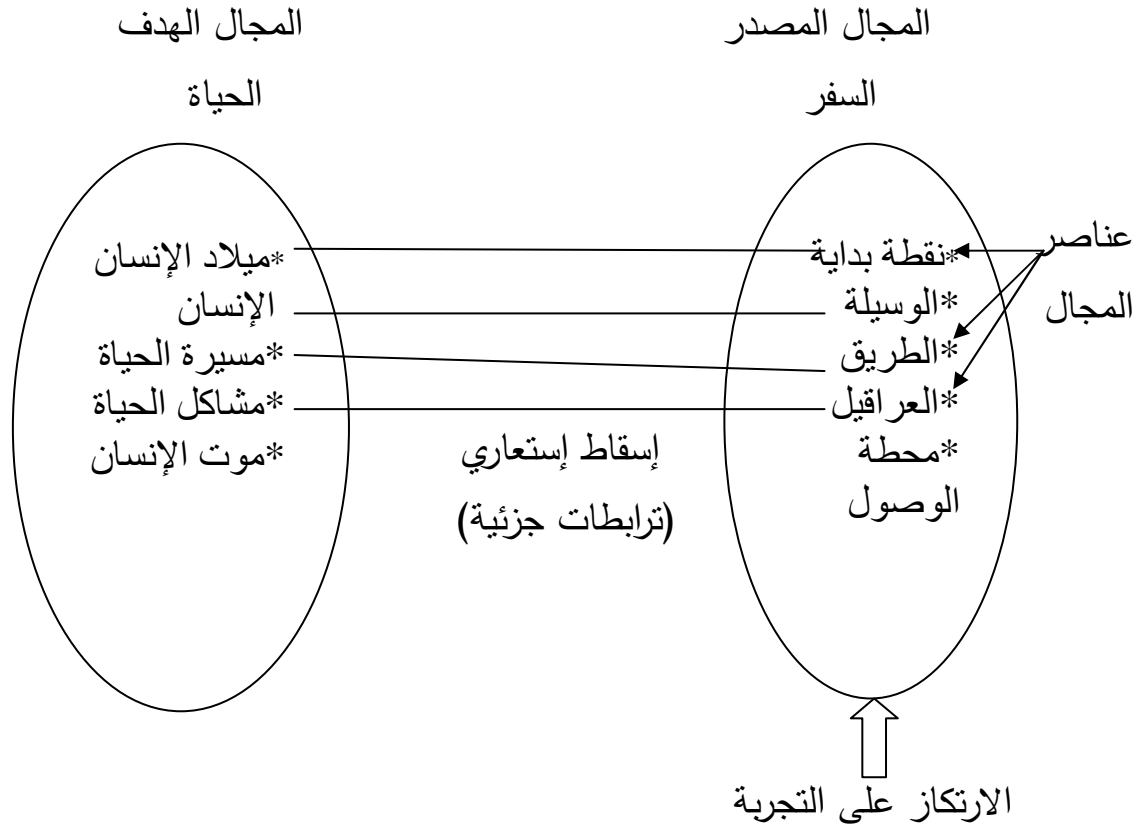 المجال المصدر
السفر
المجال الهدف
الحياة
عناصر
المجال
*نقطة بداية
*الوسيلة
*الطريق
*العراقيل
*محطة
الوصول
إسقاط إستعاري
(ترابطات جزئية)
*ميلاد الإنسان
الإنسان
*مسيرة الحياة
*مشاكل الحياة
*موت الإنسان
الارتكاز على التجربة